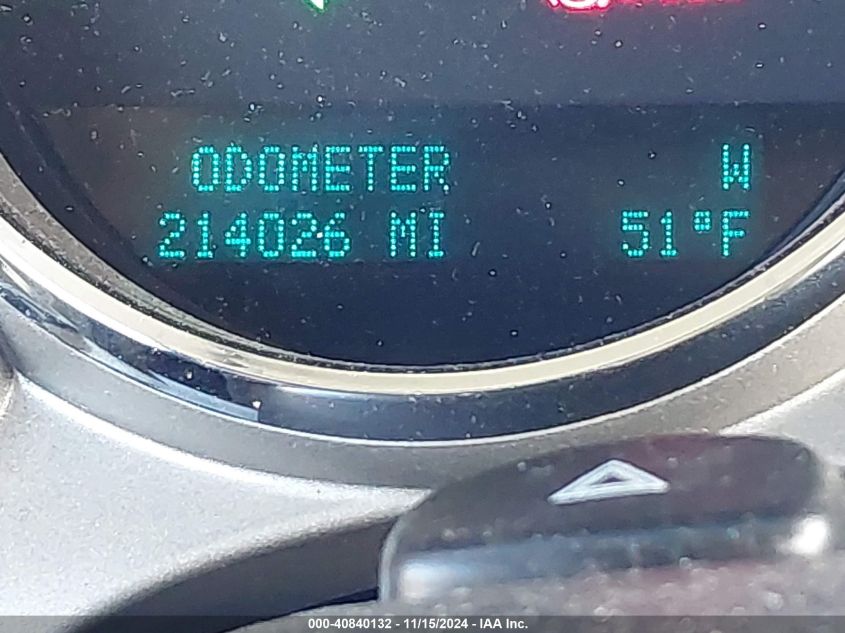 ODOMETER W
214026 MI 51°F
000-40840132 - 11/15/2024 - IAA Inc.